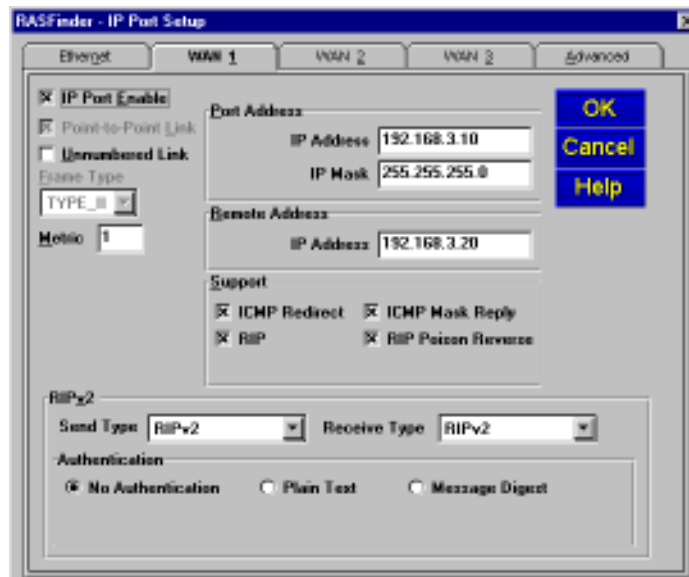 RASFinder - IP Port Setup
Ethernet WAN 1 WAN 2 WAN 3 Advanced
IP Port Enable
Point-to-Point Link
Unnumbered Link
Frame Type
TYPE_II
Metric 1
Port Address
IP Address 192.168.3.10
IP Mask 255.255.255.0
Remote Address
IP Address 192.168.3.20
Support
ICMP Redirect ICMP Mask Reply
RIP RIP Poison Reverse
OK
Cancel
Help
RIPv2
Send Type RIPv2 Receive Type RIPv2
Authentication
No Authentication Plain Text Message Digest